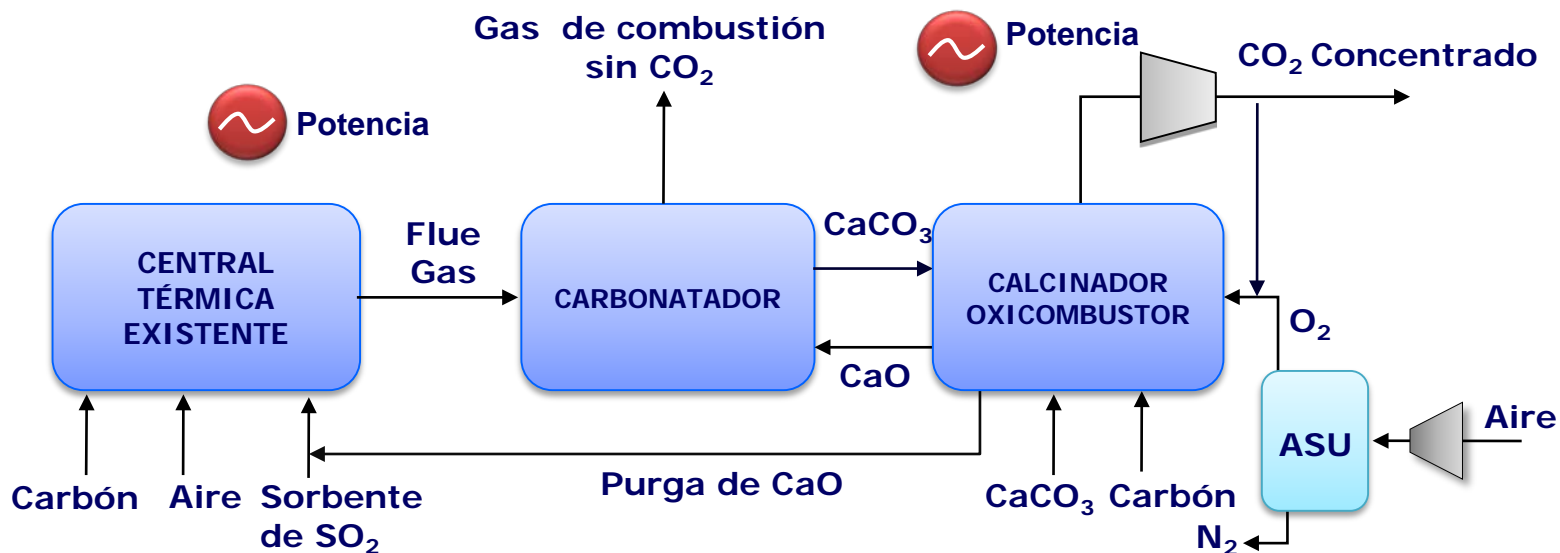 Gas de combustión
sin CO₂
Potencia
CO₂ Concentrado
Potencia
CENTRAL
TÉRMICA
EXISTENTE
Flue
Gas
CARBONATADOR
CaCO₃
CaO
CALCINADOR
OXICOMBUSTOR
O₂
ASU
Aire
Carbón
Aire
Sorbente
de SO₂
Purga de CaO
CaCO₃
Carbón
N₂